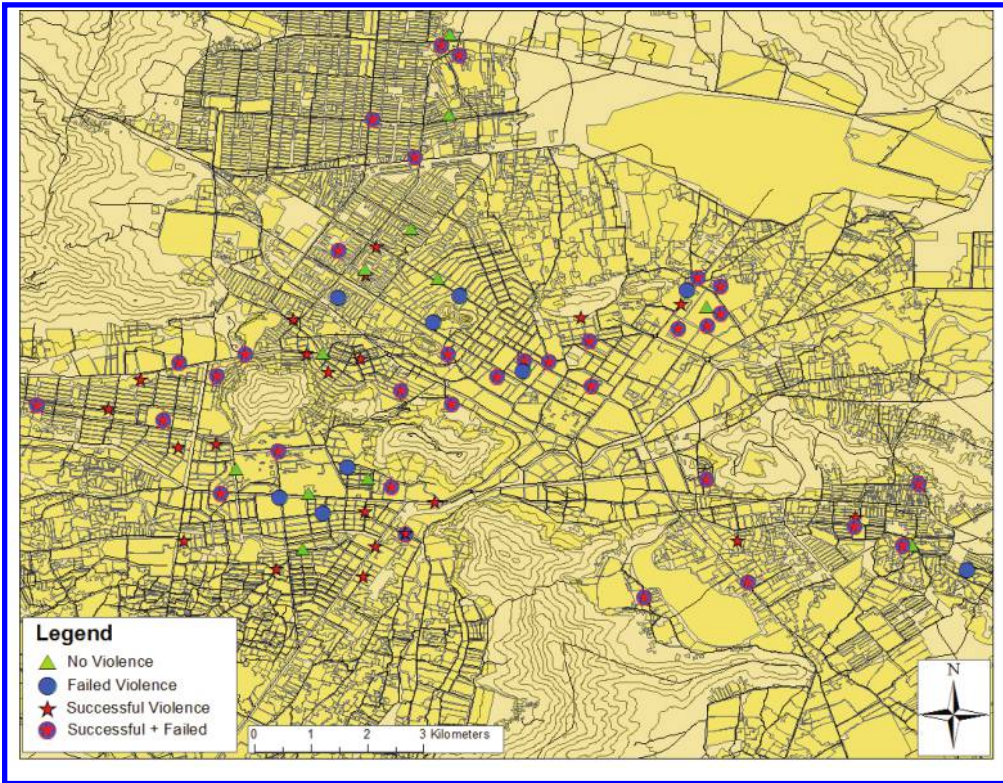 Legend
No Violence
Failed Violence
Successful Violence
Successful + Failed
0 1 2 3 Kilometers
N